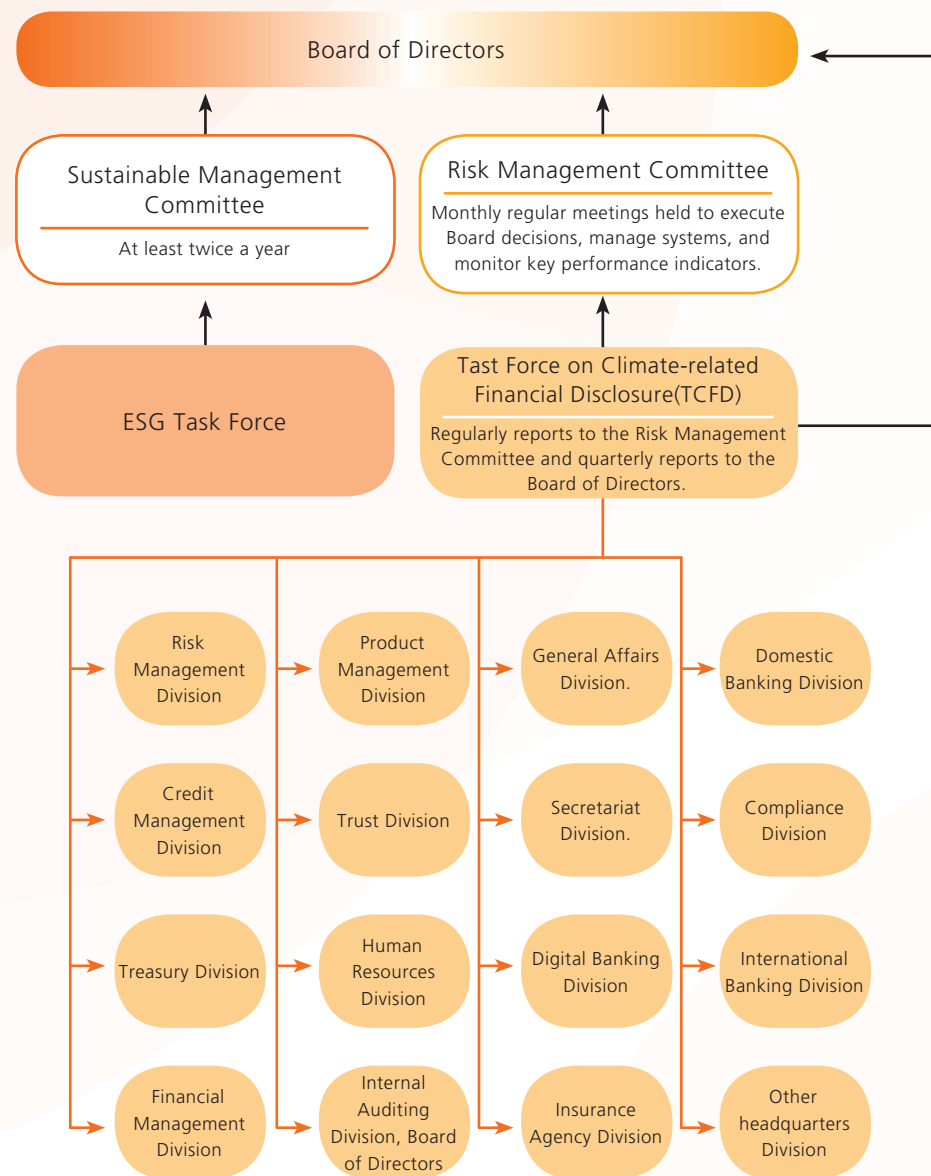 Board of Directors
Sustainable Management
Committee
At least twice a year
Risk Management Committee
Monthly regular meetings held to execute
Board decisions, manage systems, and
monitor key performance indicators.
ESG Task Force
Tast Force on Climate-related
Financial Disclosure(TCFD)
Regularly reports to the Risk Management
Committee and quarterly reports to the
Board of Directors.
Risk
Management
Division
Product
Management
Division
General Affairs
Division.
Domestic
Banking Division
Credit
Management
Division
Trust Division
Secretariat
Division.
Compliance
Division
Treasury Division
Human
Resources
Division
Digital Banking
Division
International
Banking Division
Financial
Management
Division
Internal
Auditing
Division, Board
of Directors
Insurance
Agency Division
Other
headquarters
Division